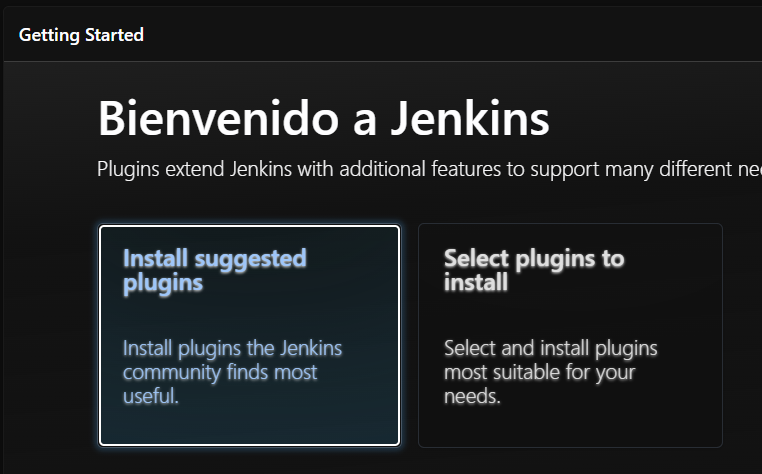 Getting Started
Bienvenido a Jenkins
Plugins extend Jenkins with additional features to support many different
Install suggested
plugins
Install plugins the Jenkins
community finds most
useful.
Select plugins to
install
Select and install plugins
most suitable for your
needs.